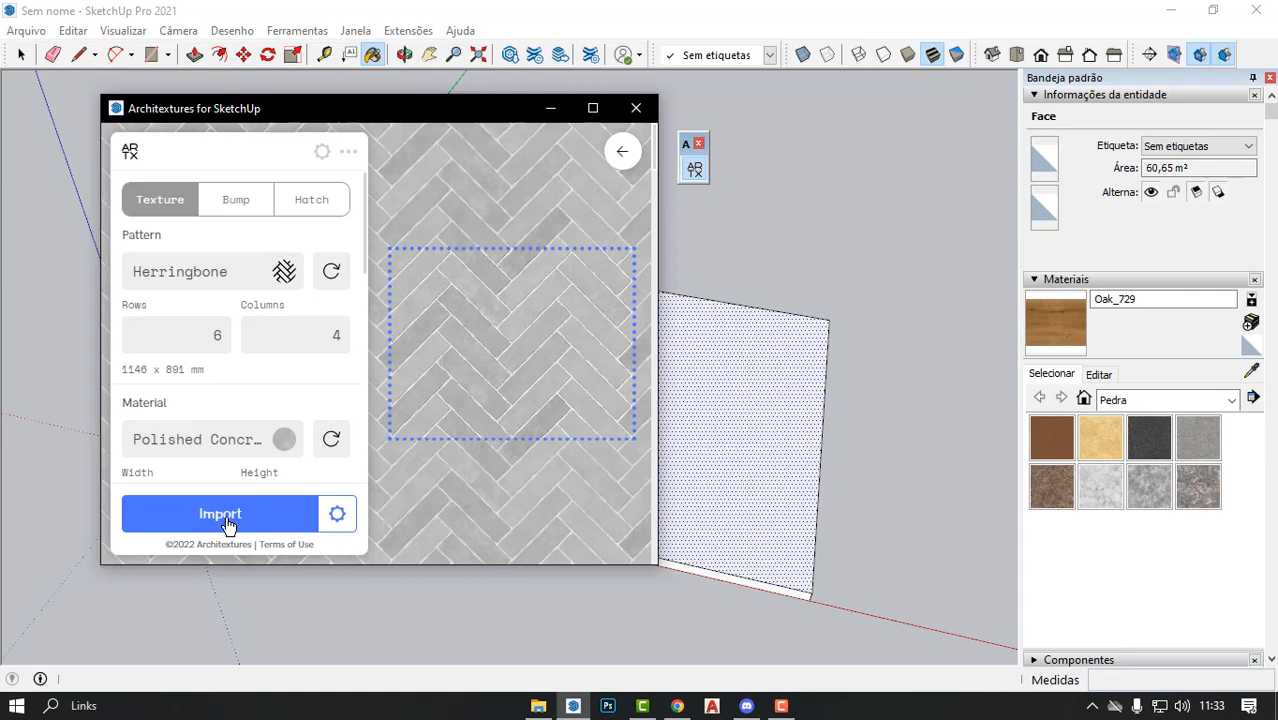 Sem nome - SketchUp Pro 2021
Arquivo Editar Visualizar Câmera Desenho Ferramentas Janela Extensões Ajuda
Sem etiquetas
Bandeja padrão
Informações da entidade
Face
Etiqueta: Sem etiquetas
Área: 60,65 m²
Alterna:
Materiais
Oak_729
Selecionar Editar
Pedra
Componentes
Medidas
Architextures for SketchUp
AR
TX
Texture Bump Hatch
Pattern
Herringbone
Rows Columns
6 4
1146 x 891 mm
Material
Polished Concr...
Width Height
Import
©2022 Architextures | Terms of Use
A
AR
TX
Links
Ps
11:33